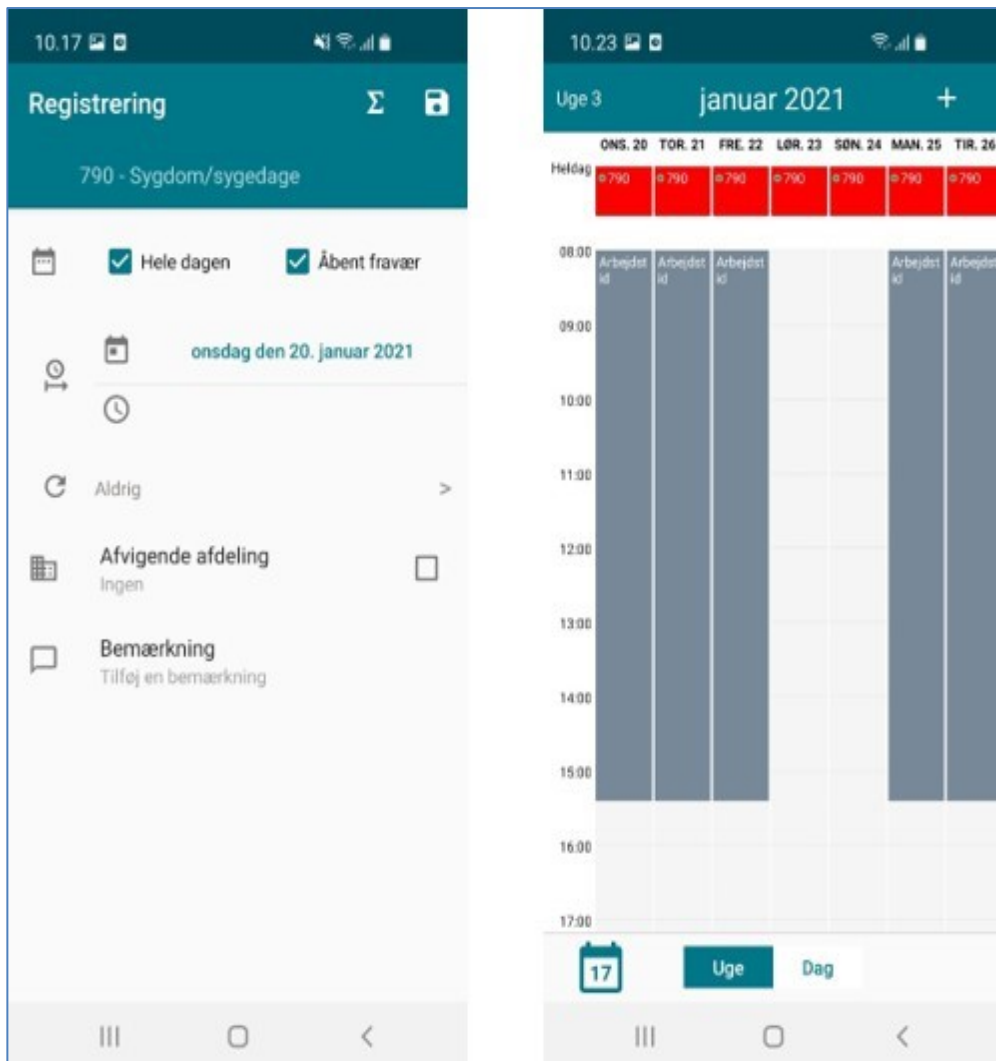 10.17
Registrering Σ
790 - Sygdom/sygedage
Hele dagen Åbent fravær
onsdag den 20. januar 2021
Aldrig >
Afvigende afdeling
Ingen
Bemærkning
Tilføj en bemærkning
10.23
Uge 3 januar 2021 +
ONS. 20 TOR. 21 FRE. 22 LØR. 23 SØN. 24 MAN. 25 TIR. 26
Heldag 790 790 790 790 790 790 790
08:00 Arbejdst Arbejdst Arbejdst Arbejdst Arbejdst
id id id id id
09:00
10:00
11:00
12:00
13:00
14:00
15:00
16:00
17:00
17 Uge Dag